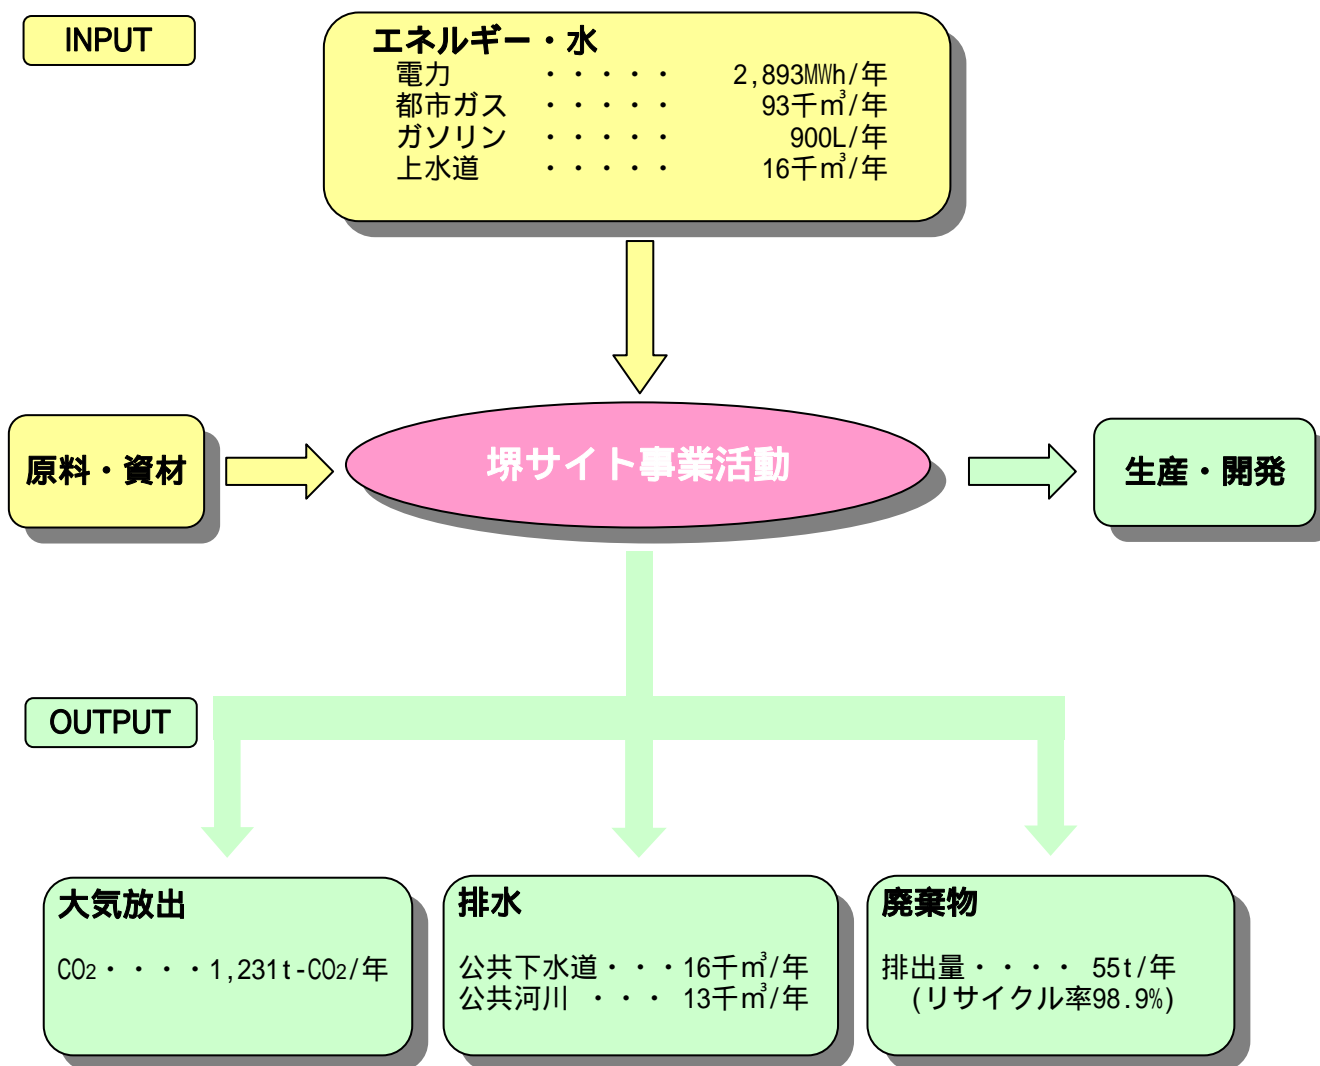 INPUT
エネルギー・水
電力 ・・・・・ 2,893MWh/年
都市ガス ・・・・・ 93千㎥/年
ガソリン ・・・・・ 900L/年
上水道 ・・・・・ 16千㎥/年
原料・資材
堺サイト事業活動
生産・開発
OUTPUT
大気放出
CO2・・・・1,231t-CO2/年
排水
公共下水道・・・16千㎥/年
公共河川 ・・・ 13千㎥/年
廃棄物
排出量・・・・ 55t/年
(リサイクル率98.9%)